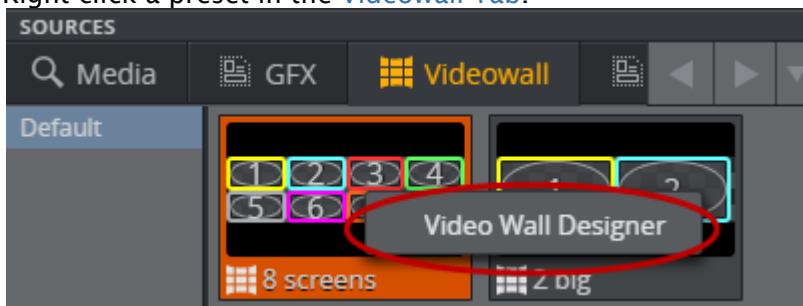 Right click a preset in the Videowall Tab.
SOURCES
Media GFX Videowall
Default
1 2 3 4 1 2
5 6
Video Wall Designer
8 screens 2 big